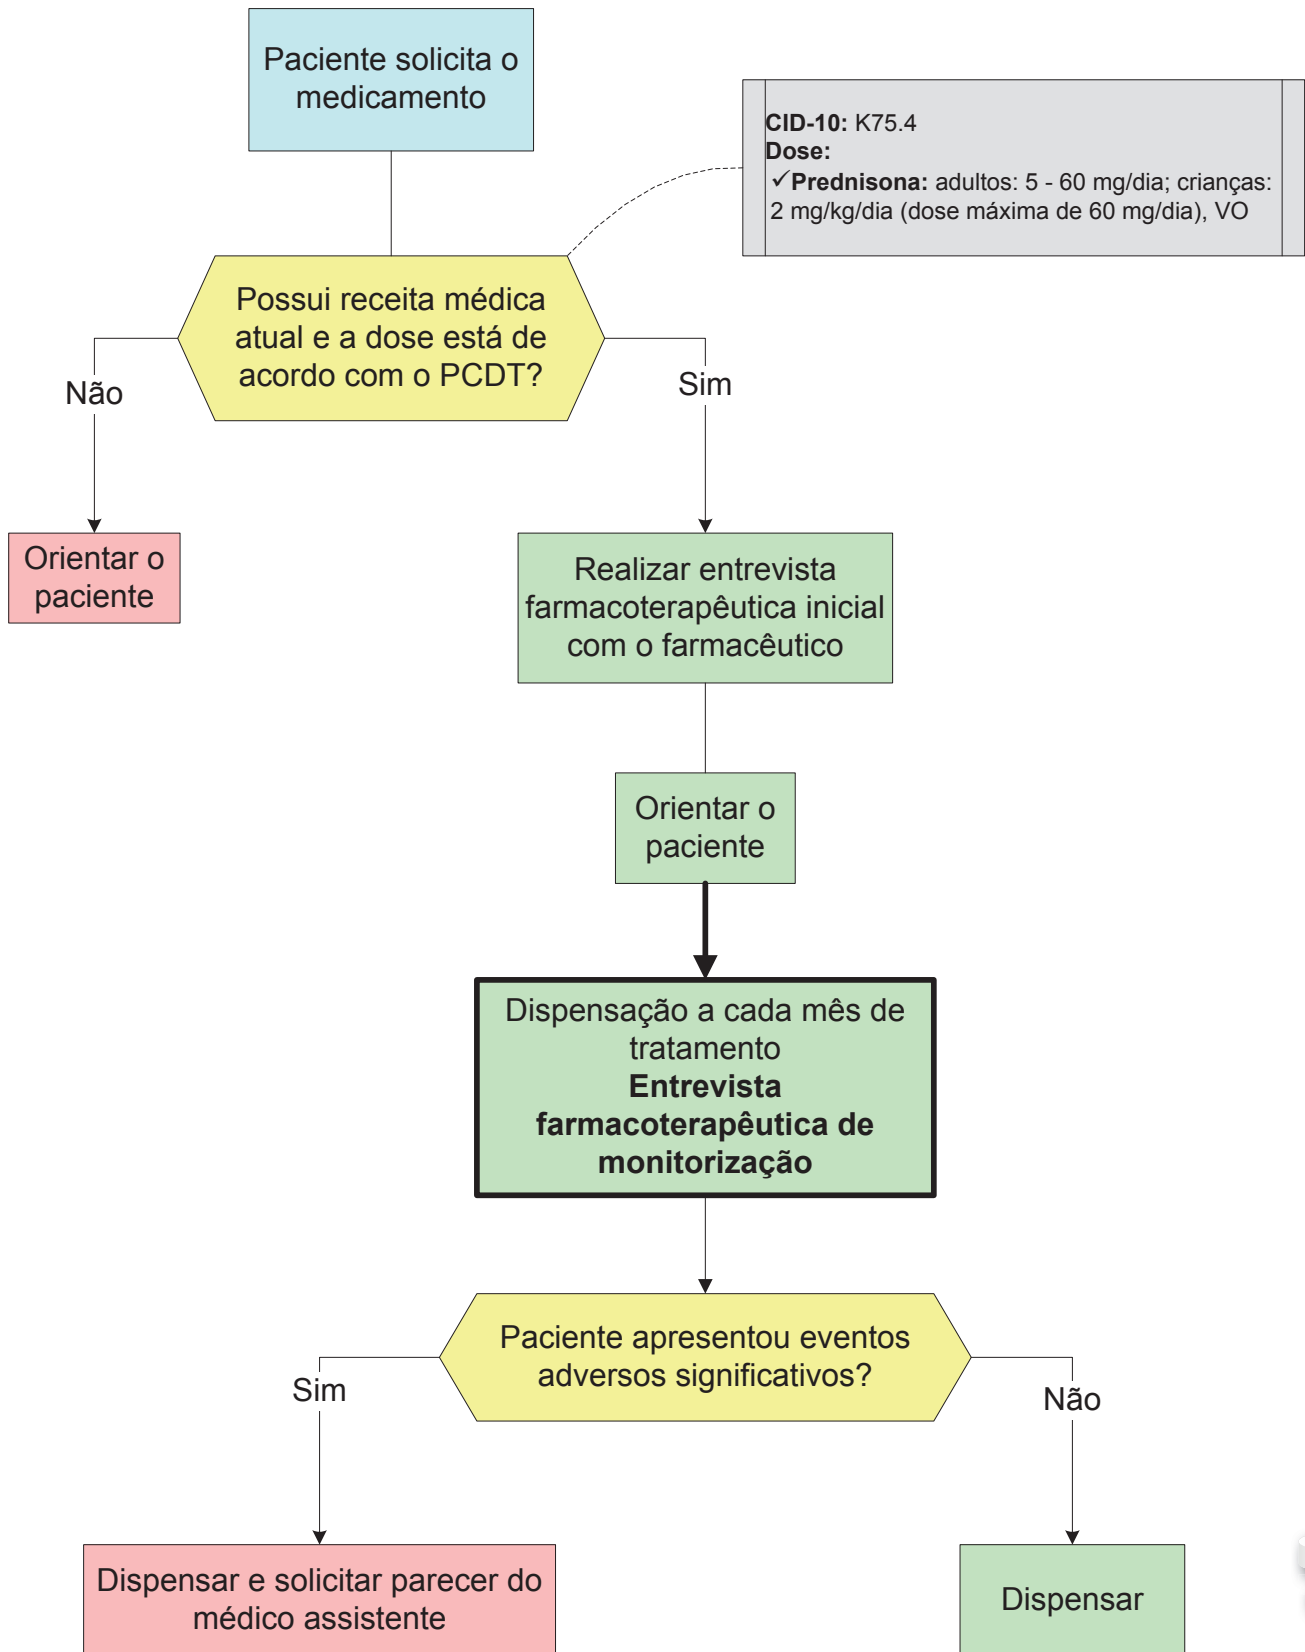 Paciente solicita o
medicamento
CID-10: K75.4
Dose:
✓Prednisona: adultos: 5 - 60 mg/dia; crianças:
2 mg/kg/dia (dose máxima de 60 mg/dia), VO
Possui receita médica
atual e a dose está de
acordo com o PCDT?
Não
Sim
Orientar o
paciente
Realizar entrevista
farmacoterapêutica inicial
com o farmacêutico
Orientar o
paciente
Dispensação a cada mês de
tratamento
Entrevista
farmacoterapêutica de
monitorização
Paciente apresentou eventos
adversos significativos?
Sim
Não
Dispensar e solicitar parecer do
médico assistente
Dispensar